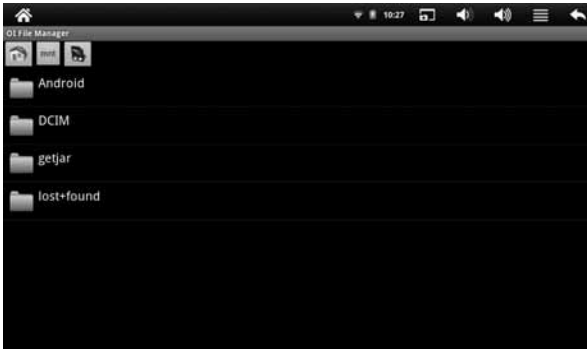 10:27
OI File Manager
mnt
Android
DCIM
getjar
lost+found